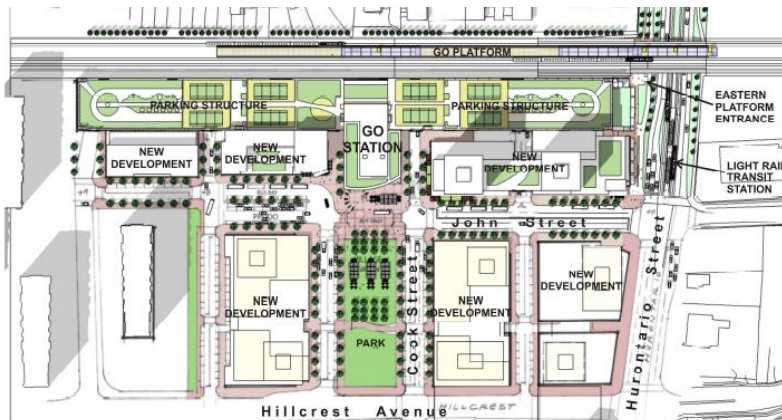 GO PLATFORM
PARKING STRUCTURE
PARKING STRUCTURE
EASTERN
PLATFORM
ENTRANCE
GO
STATION
NEW
DEVELOPMENT
NEW
DEVELOPMENT
NEW
DEVELOPMENT
LIGHT RAIL
TRANSIT
STATION
John Street
NEW
DEVELOPMENT
PARK
Cook Street
NEW
DEVELOPMENT
NEW
DEVELOPMENT
Hurontario Street
HURONTARIO
HILLCREST
Hillcrest Avenue